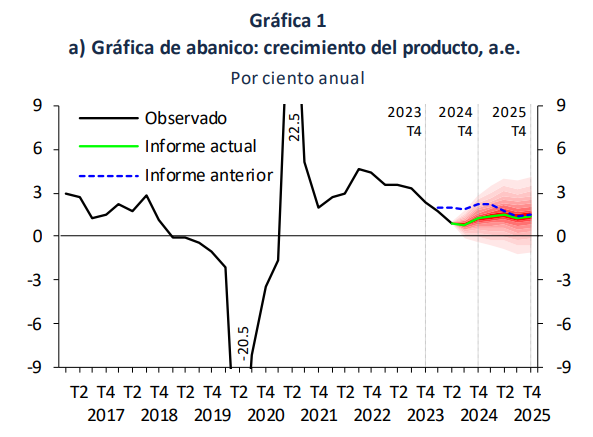 Gráfica 1
a) Gráfica de abanico: crecimiento del producto, a.e.
Por ciento anual
9 9
6 6
3 3
0 0
-3 -3
-6 -6
-9 -9
Observado
Informe actual
Informe anterior
22.5
-20.5
2023 2024 2025
T4 T4 T4
T2 T4 T2 T4 T2 T4 T2 T4 T2 T4 T2 T4 T2 T4 T2 T4 T2 T4
2017 2018 2019 2020 2021 2022 2023 2024 2025